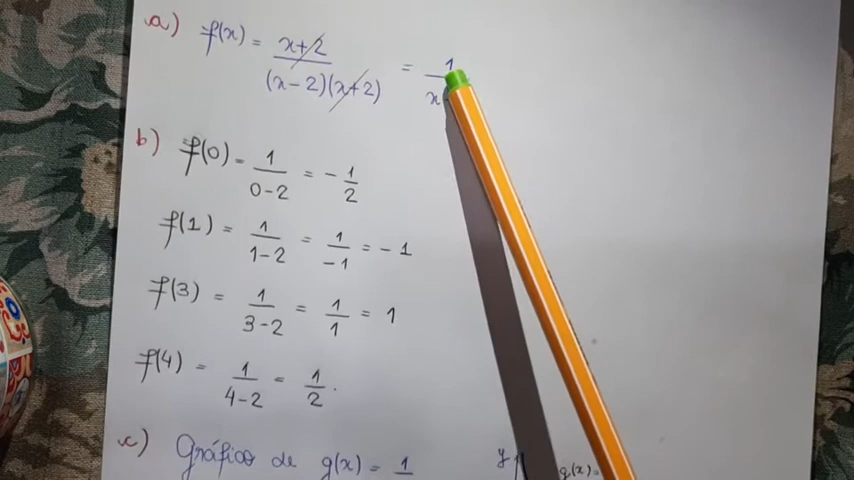 a) f(x) = x+2 / (x-2)(x+2) = 1 / x
b) f(0) = 1 / 0-2 = - 1/2
f(1) = 1 / 1-2 = 1 / -1 = - 1
f(3) = 1 / 3-2 = 1 / 1 = 1
f(4) = 1 / 4-2 = 1 / 2.
c) Gráfico de g(x) = 1
y
g(x)=